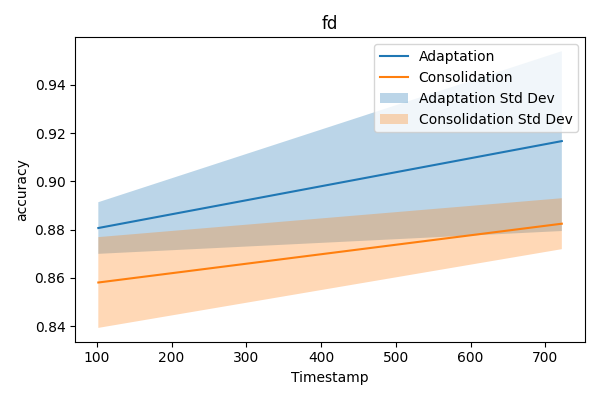 fd
Adaptation
Consolidation
Adaptation Std Dev
Consolidation Std Dev
accuracy
0.94
0.92
0.90
0.88
0.86
0.84
100 200 300 400 500 600 700
Timestamp